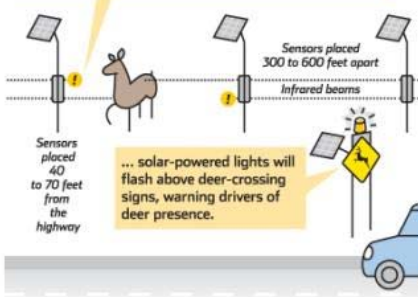 Sensors placed
300 to 600 feet apart
Infrared beams
!
!
Sensors
placed
40
to 70 feet
from
the
highway
... solar-powered lights will
flash above deer-crossing
signs, warning drivers of
deer presence.